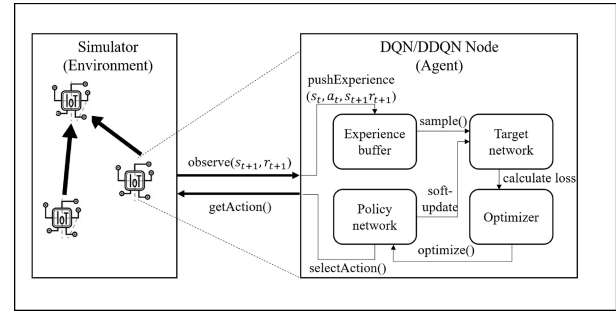 Simulator
(Environment)
IoT
IoT
IoT
observe(s_{t+1}, r_{t+1})
getAction()
DQN/DDQN Node
(Agent)
pushExperience
(s_t, a_t, s_{t+1} r_{t+1})
Experience
buffer
sample()
Target
network
calculate loss
soft-
update
Policy
network
Optimizer
optimize()
selectAction()